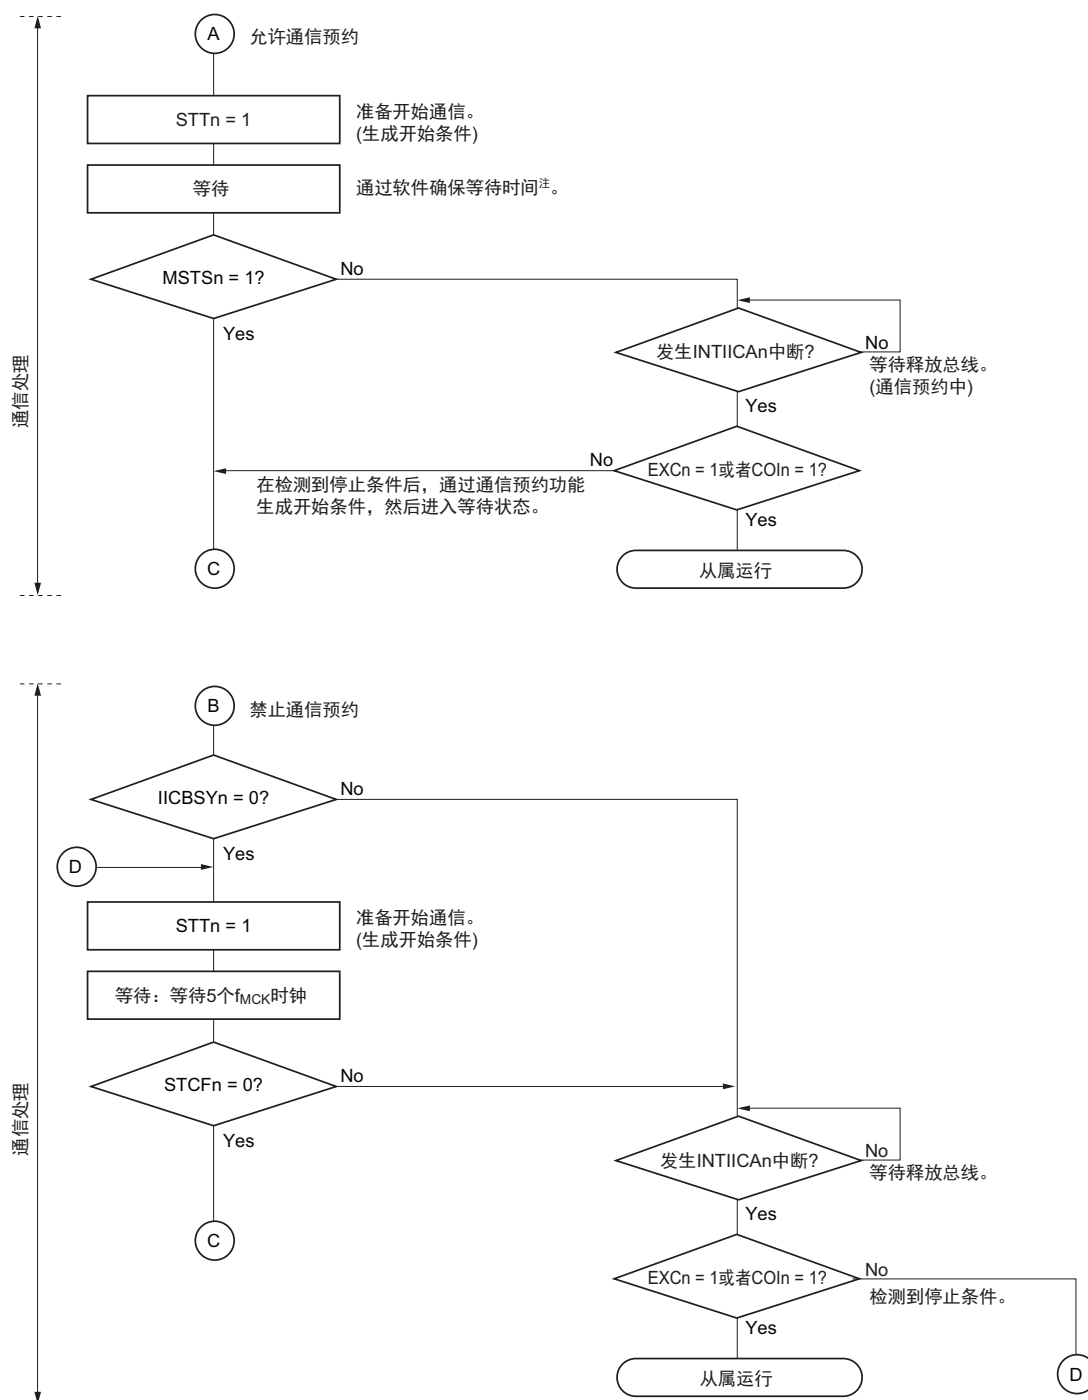 A
允许通信预约
STTn = 1
准备开始通信。
(生成开始条件)
等待
通过软件确保等待时间注。
MSTSn = 1?
No
Yes
发生INTIICAn中断?
No
等待释放总线。
(通信预约中)
Yes
EXCn = 1或者COIn = 1?
No
在检测到停止条件后，通过通信预约功能
生成开始条件，然后进入等待状态。
Yes
C
从属运行
通信处理
B
禁止通信预约
IICBSYn = 0?
No
Yes
D
STTn = 1
准备开始通信。
(生成开始条件)
等待：等待5个fMCK时钟
STCFn = 0?
No
Yes
发生INTIICAn中断?
No
等待释放总线。
Yes
C
EXCn = 1或者COIn = 1?
No
检测到停止条件。
Yes
从属运行
D
通信处理